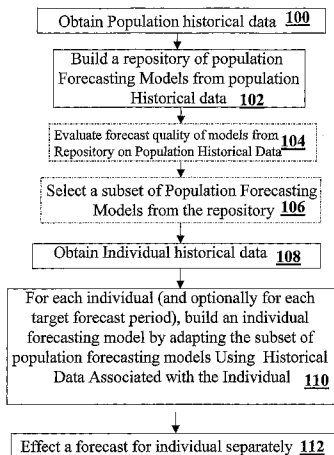 Obtain Population historical data 100
Build a repository of population
Forecasting Models from population
Historical data 102
Evaluate forecast quality of models from
Repository on Population Historical Data 104
Select a subset of Population Forecasting
Models from the repository 106
Obtain Individual historical data 108
For each individual (and optionally for each
target forecast period), build an individual
forecasting model by adapting the subset of
population forecasting models Using Historical
Data Associated with the Individual 110
Effect a forecast for individual separately 112